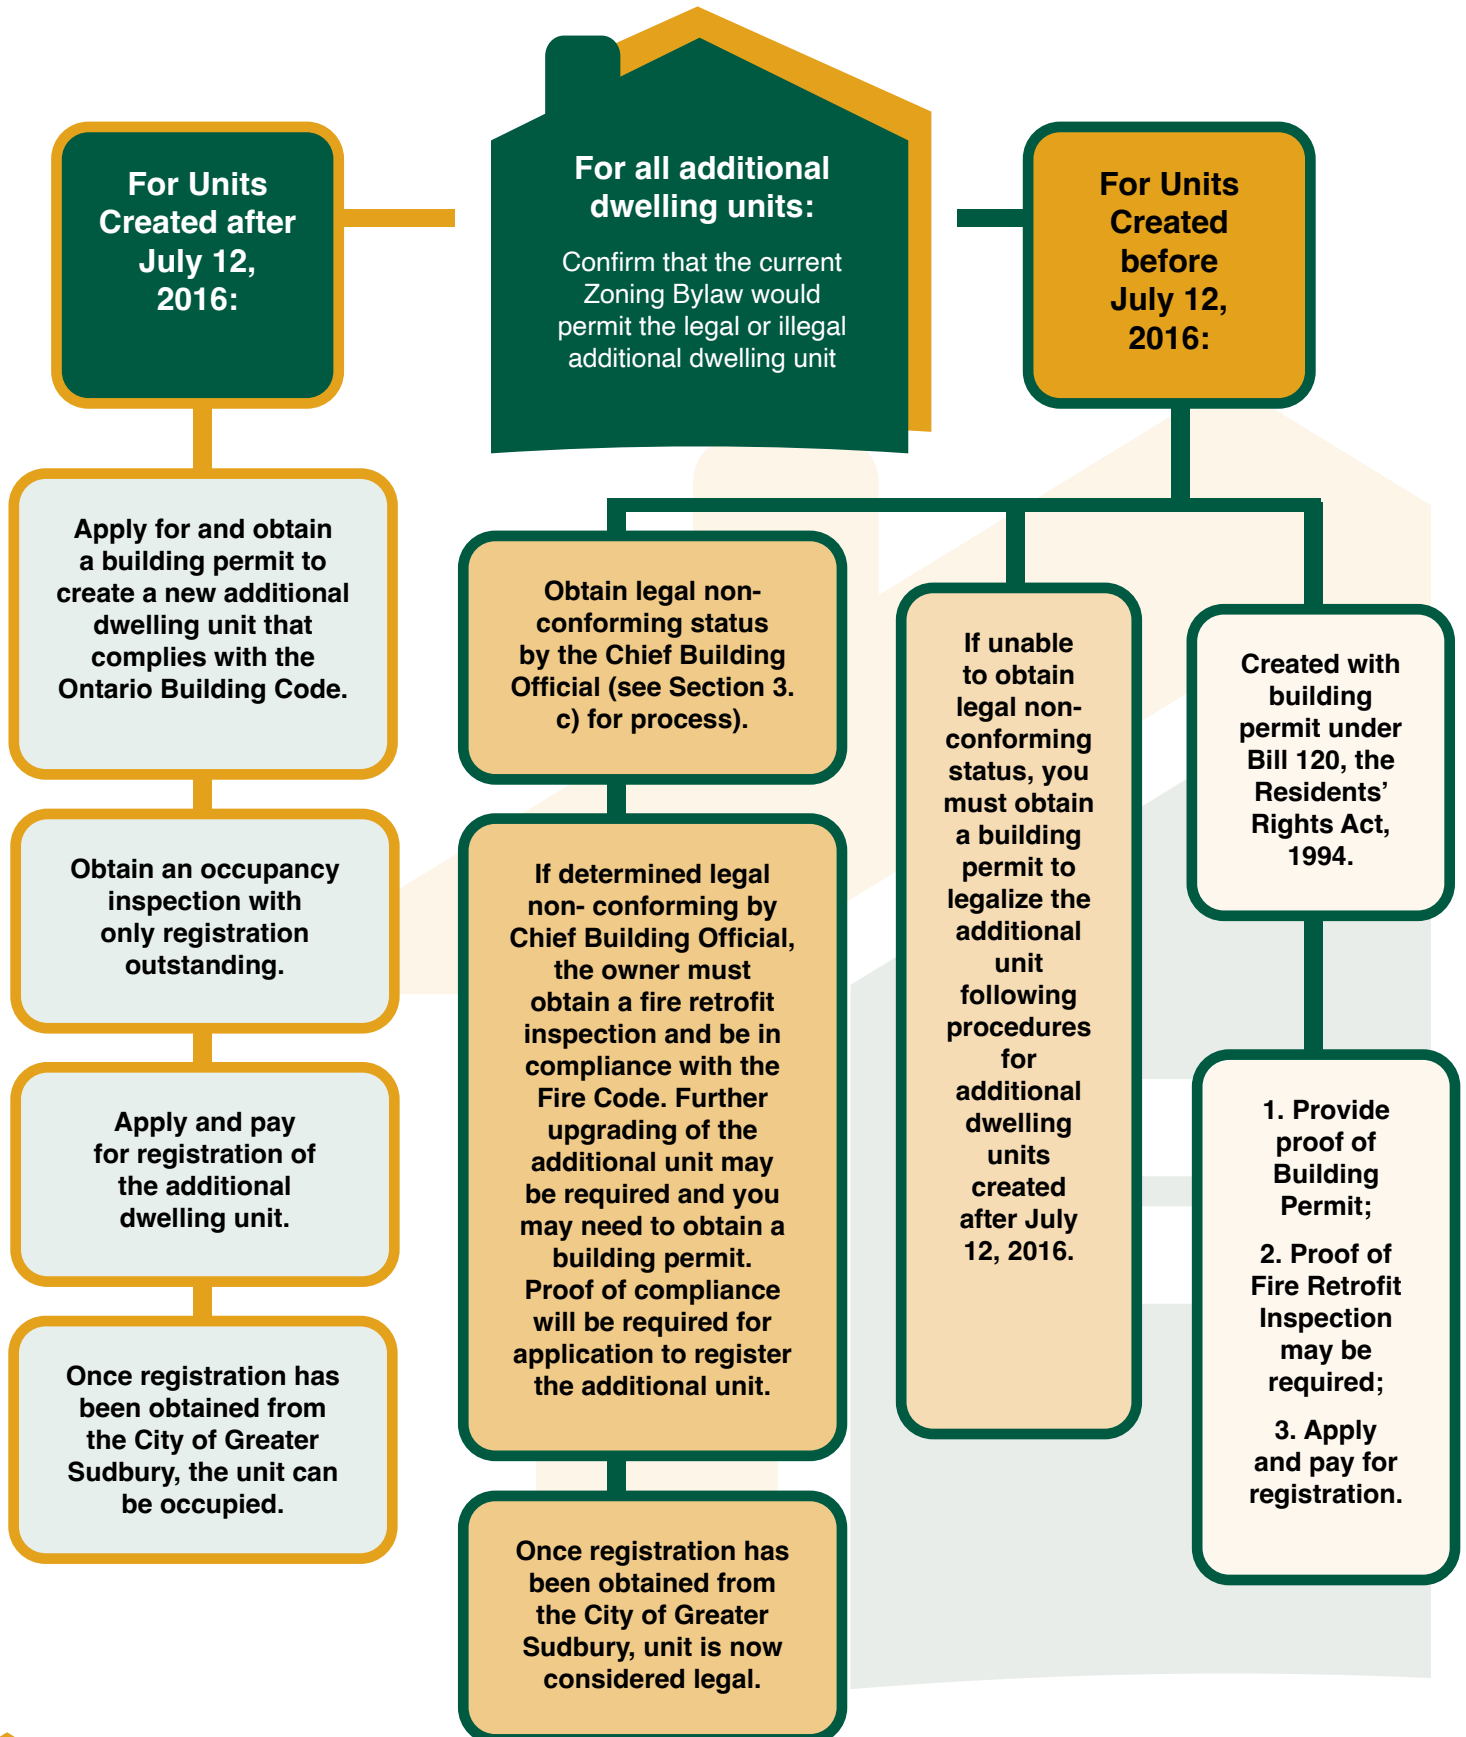 For all additional
dwelling units:
Confirm that the current
Zoning Bylaw would
permit the legal or illegal
additional dwelling unit
For Units
Created after
July 12,
2016:
Apply for and obtain
a building permit to
create a new additional
dwelling unit that
complies with the
Ontario Building Code.
Obtain an occupancy
inspection with
only registration
outstanding.
Apply and pay
for registration of
the additional
dwelling unit.
Once registration has
been obtained from
the City of Greater
Sudbury, the unit can
be occupied.
For Units
Created
before
July 12,
2016:
Obtain legal non-
conforming status
by the Chief Building
Official (see Section 3.
c) for process).
If determined legal
non- conforming by
Chief Building Official,
the owner must
obtain a fire retrofit
inspection and be in
compliance with the
Fire Code. Further
upgrading of the
additional unit may
be required and you
may need to obtain a
building permit.
Proof of compliance
will be required for
application to register
the additional unit.
Once registration has
been obtained from
the City of Greater
Sudbury, unit is now
considered legal.
If unable
to obtain
legal non-
conforming
status, you
must obtain
a building
permit to
legalize the
additional
unit
following
procedures
for
additional
dwelling
units
created
after July
12, 2016.
Created with
building
permit under
Bill 120, the
Residents’
Rights Act,
1994.
1. Provide
proof of
Building
Permit;
2. Proof of
Fire Retrofit
Inspection
may be
required;
3. Apply
and pay for
registration.